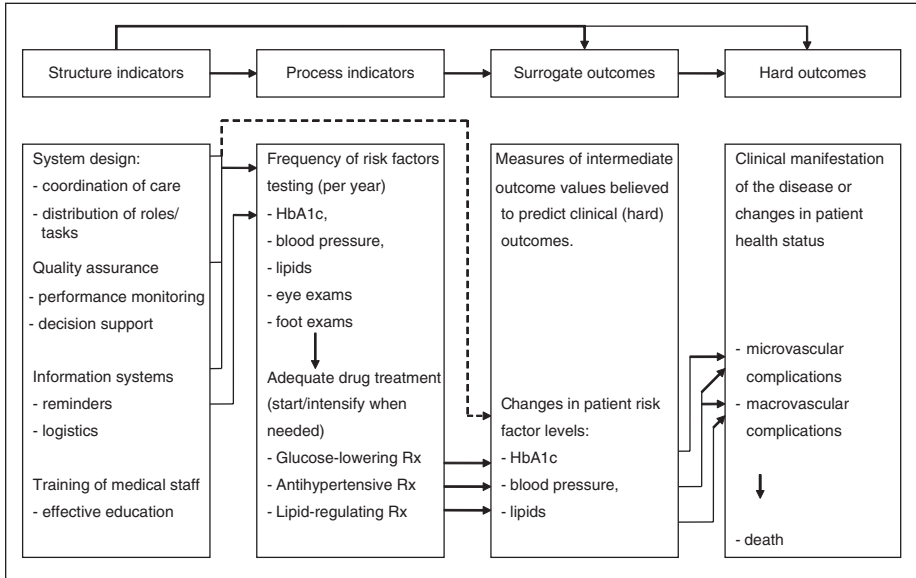 Structure indicators
Process indicators
Surrogate outcomes
Hard outcomes
System design:
- coordination of care
- distribution of roles/
tasks
Quality assurance
- performance monitoring
- decision support
Information systems
- reminders
- logistics
Training of medical staff
- effective education
Frequency of risk factors
testing (per year)
- HbA1c,
- blood pressure,
- lipids
- eye exams
- foot exams
Adequate drug treatment
(start/intensify when
needed)
- Glucose-lowering Rx
- Antihypertensive Rx
- Lipid-regulating Rx
Measures of intermediate
outcome values believed
to predict clinical (hard)
outcomes.
Changes in patient risk
factor levels:
- HbA1c
- blood pressure,
- lipids
Clinical manifestation
of the disease or
changes in patient
health status
- microvascular
complications
- macrovascular
complications
- death